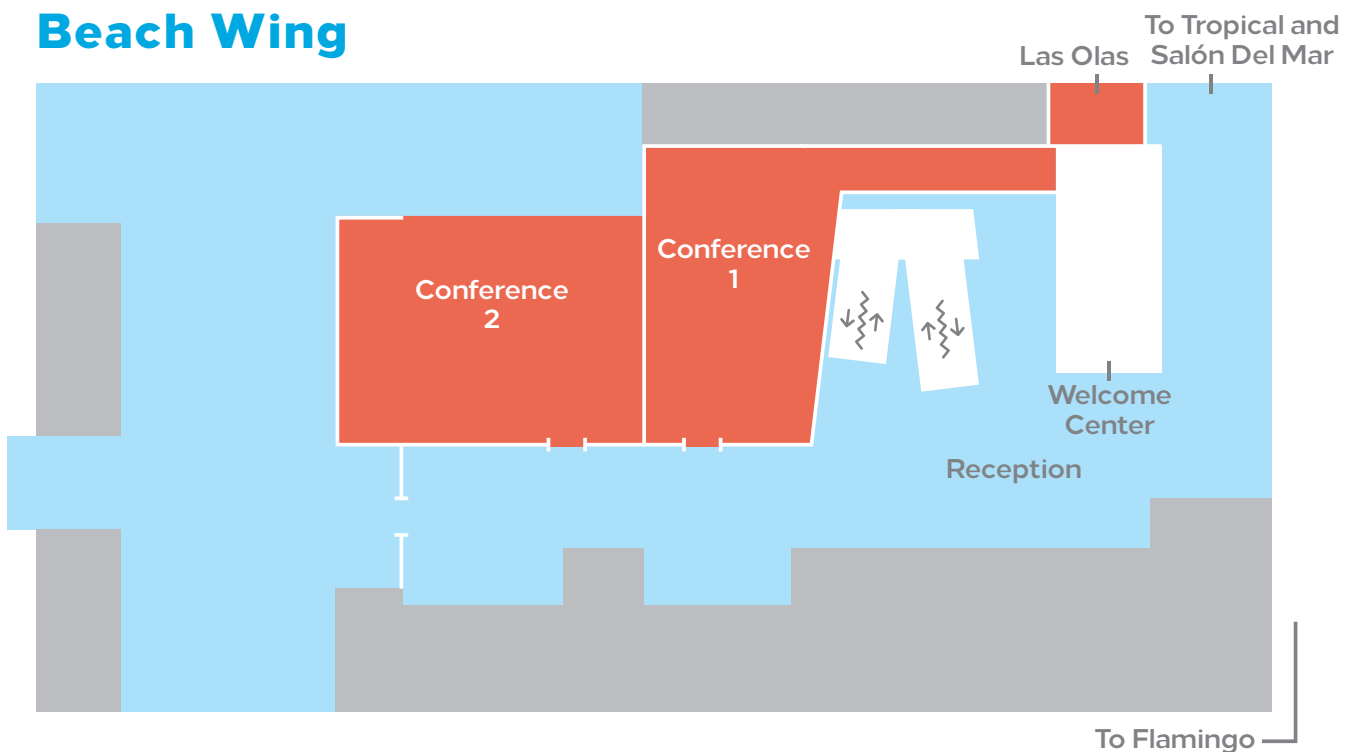 Beach Wing
To Tropical and
Salón Del Mar
Las Olas
Conference
1
Conference
2
Welcome
Center
Reception
To Flamingo